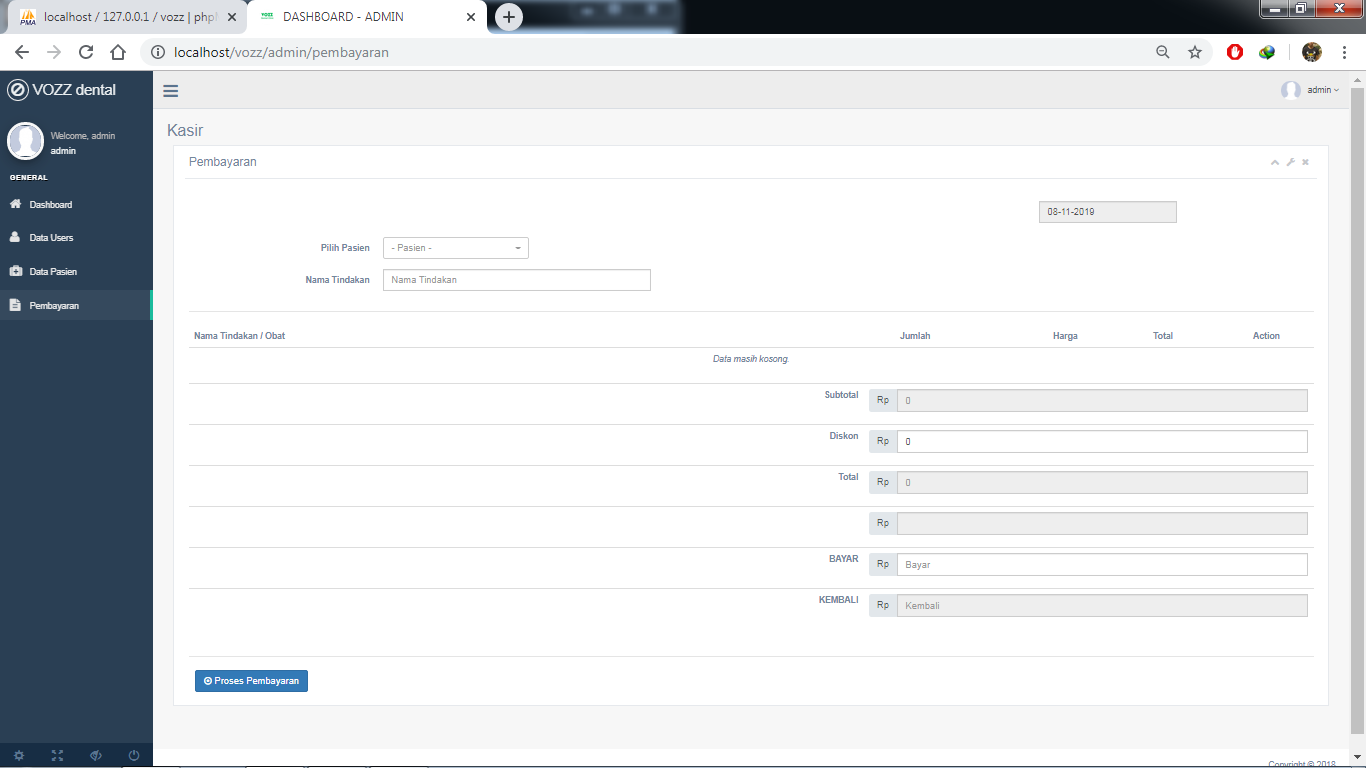 PMA localhost / 127.0.0.1 / vozz | php
VOZZ DASHBOARD - ADMIN
localhost/vozz/admin/pembayaran
VOZZ dental
admin
Welcome, admin
admin
GENERAL
Dashboard
Data Users
Data Pasien
Pembayaran
Kasir
Pembayaran
08-11-2019
Pilih Pasien - Pasien -
Nama Tindakan Nama Tindakan
Nama Tindakan / Obat Jumlah Harga Total Action
Data masih kosong.
Subtotal Rp 0
Diskon Rp 0
Total Rp 0
Rp
BAYAR Rp Bayar
KEMBALI Rp Kembali
Proses Pembayaran
Copyright © 2018